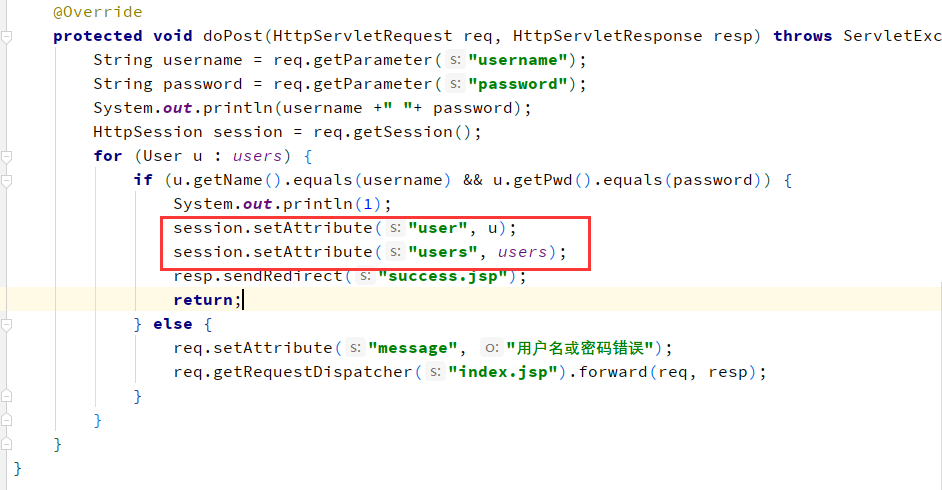 @Override
protected void doPost(HttpServletRequest req, HttpServletResponse resp) throws ServletExc
String username = req.getParameter( s: "username");
String password = req.getParameter( s: "password");
System.out.println(username +" "+ password);
HttpSession session = req.getSession();
for (User u : users) {
if (u.getName().equals(username) && u.getPwd().equals(password)) {
System.out.println(1);
session.setAttribute( s: "user", u);
session.setAttribute( s: "users", users);
resp.sendRedirect( s: "success.jsp");
return;
} else {
req.setAttribute( s: "message", o: "用户名或密码错误");
req.getRequestDispatcher( s: "index.jsp").forward(req, resp);
}
}
}
}